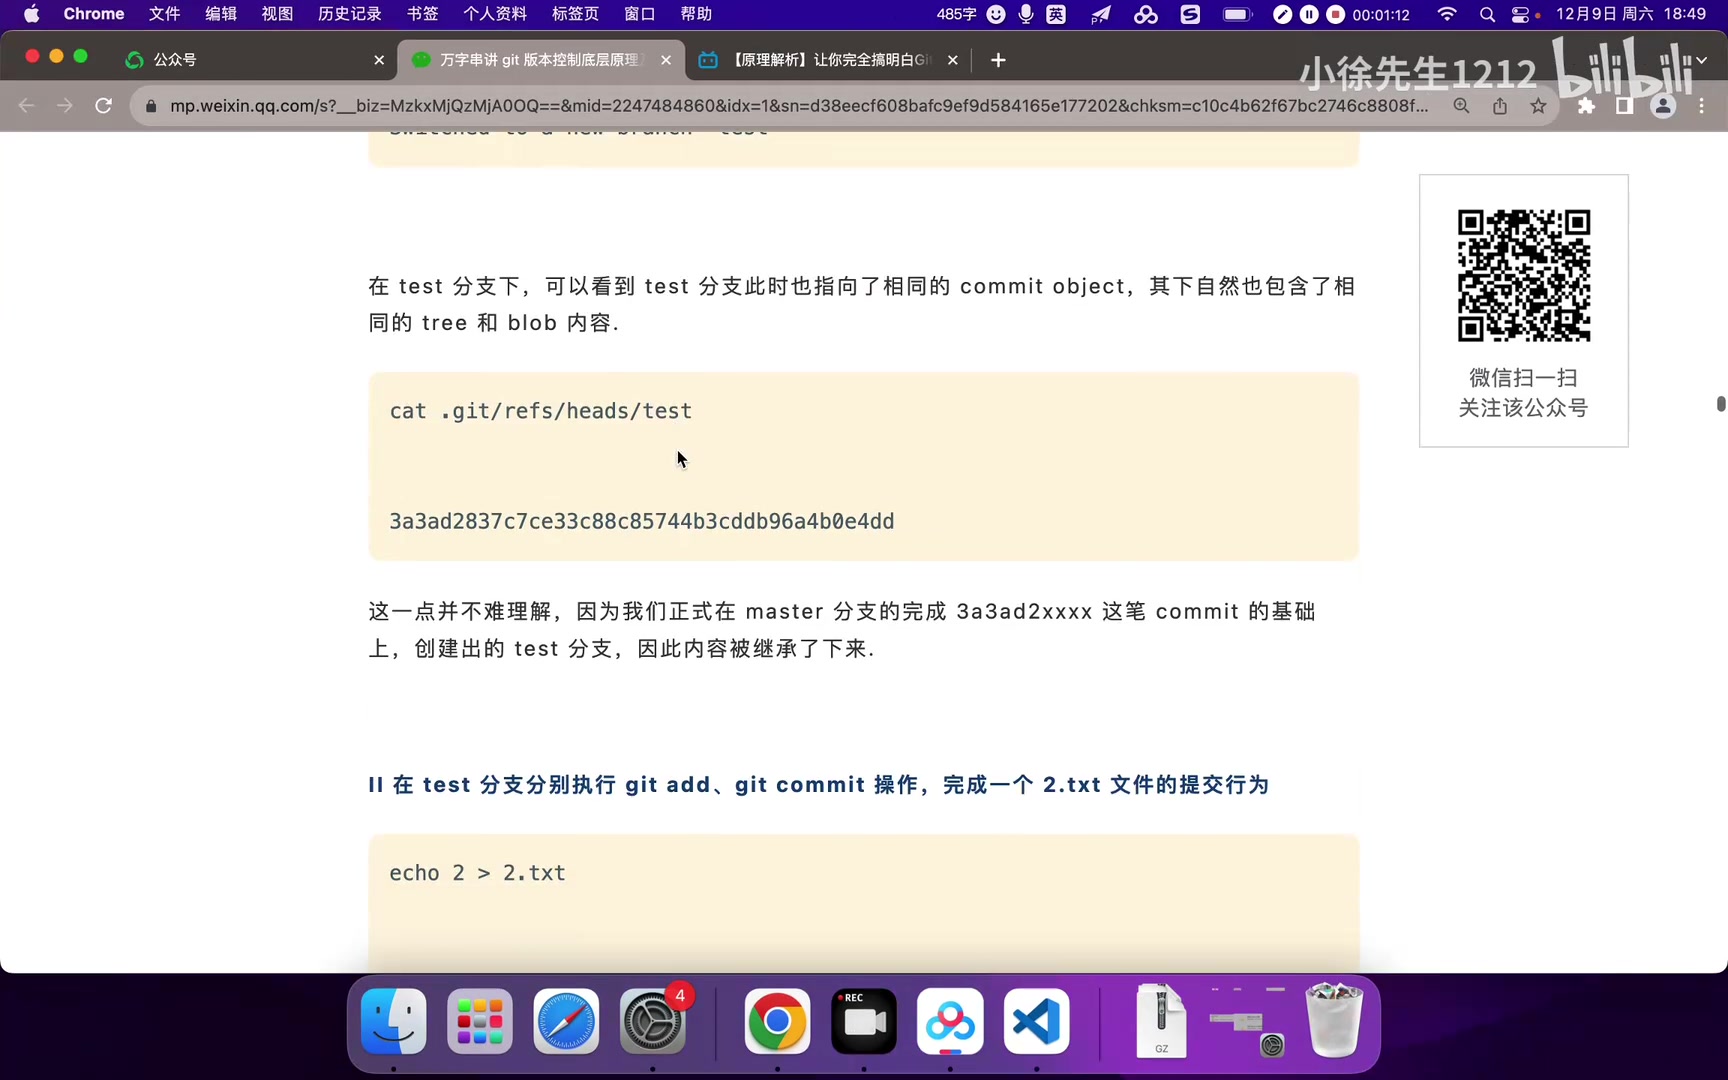 Chrome 文件 编辑 视图 历史记录 书签 个人资料 标签页 窗口 帮助 485字 英 00:01:12 12月9日 周六 18:49
公众号 万字串讲 git 版本控制底层原理 【原理解析】让你完全搞明白Gi
小徐先生1212 bilibili
mp.weixin.qq.com/s?__biz=MzkxMjQzMjA0OQ==&mid=2247484860&idx=1&sn=d38eecf608bafc9ef9d584165e177202&chksm=c10c4b62f67bc2746c8808f...
Switched to a new branch 'test'
在 test 分支下，可以看到 test 分支此时也指向了相同的 commit object，其下自然也包含了相
同的 tree 和 blob 内容.
微信扫一扫
关注该公众号
cat .git/refs/heads/test
3a3ad2837c7ce33c88c85744b3cddb96a4b0e4dd
这一点并不难理解，因为我们正式在 master 分支的完成 3a3ad2xxxx 这笔 commit 的基础
上，创建出的 test 分支，因此内容被继承了下来.
II 在 test 分支分别执行 git add、git commit 操作，完成一个 2.txt 文件的提交行为
echo 2 > 2.txt
4
REC
GZ